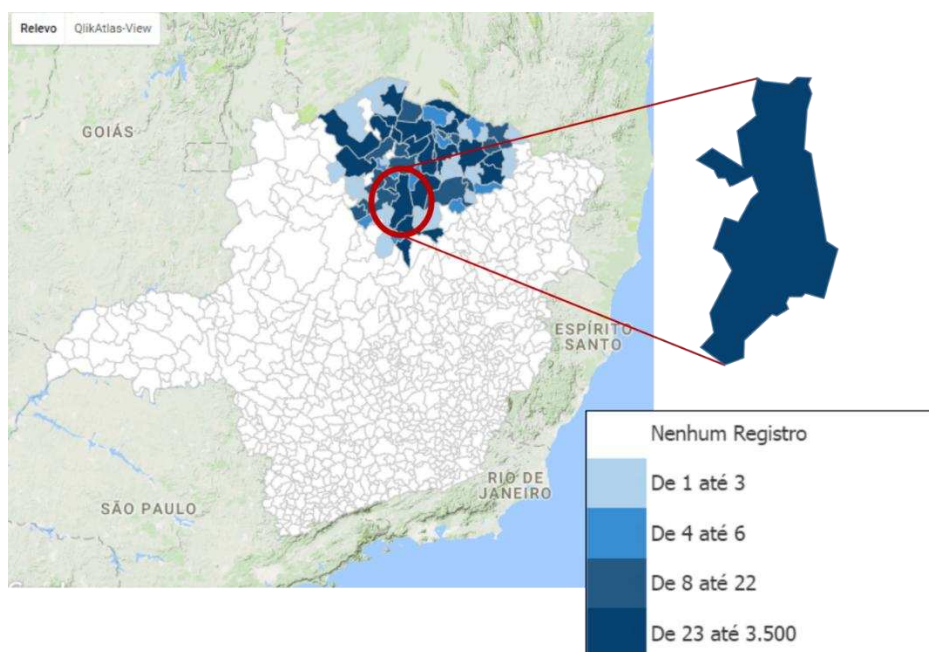 Relevo QlikAtlas-View
GOIÁS
ESPÍRITO
SANTO
RIO DE
JANEIRO
SÃO PAULO
Nenhum Registro
De 1 até 3
De 4 até 6
De 8 até 22
De 23 até 3.500